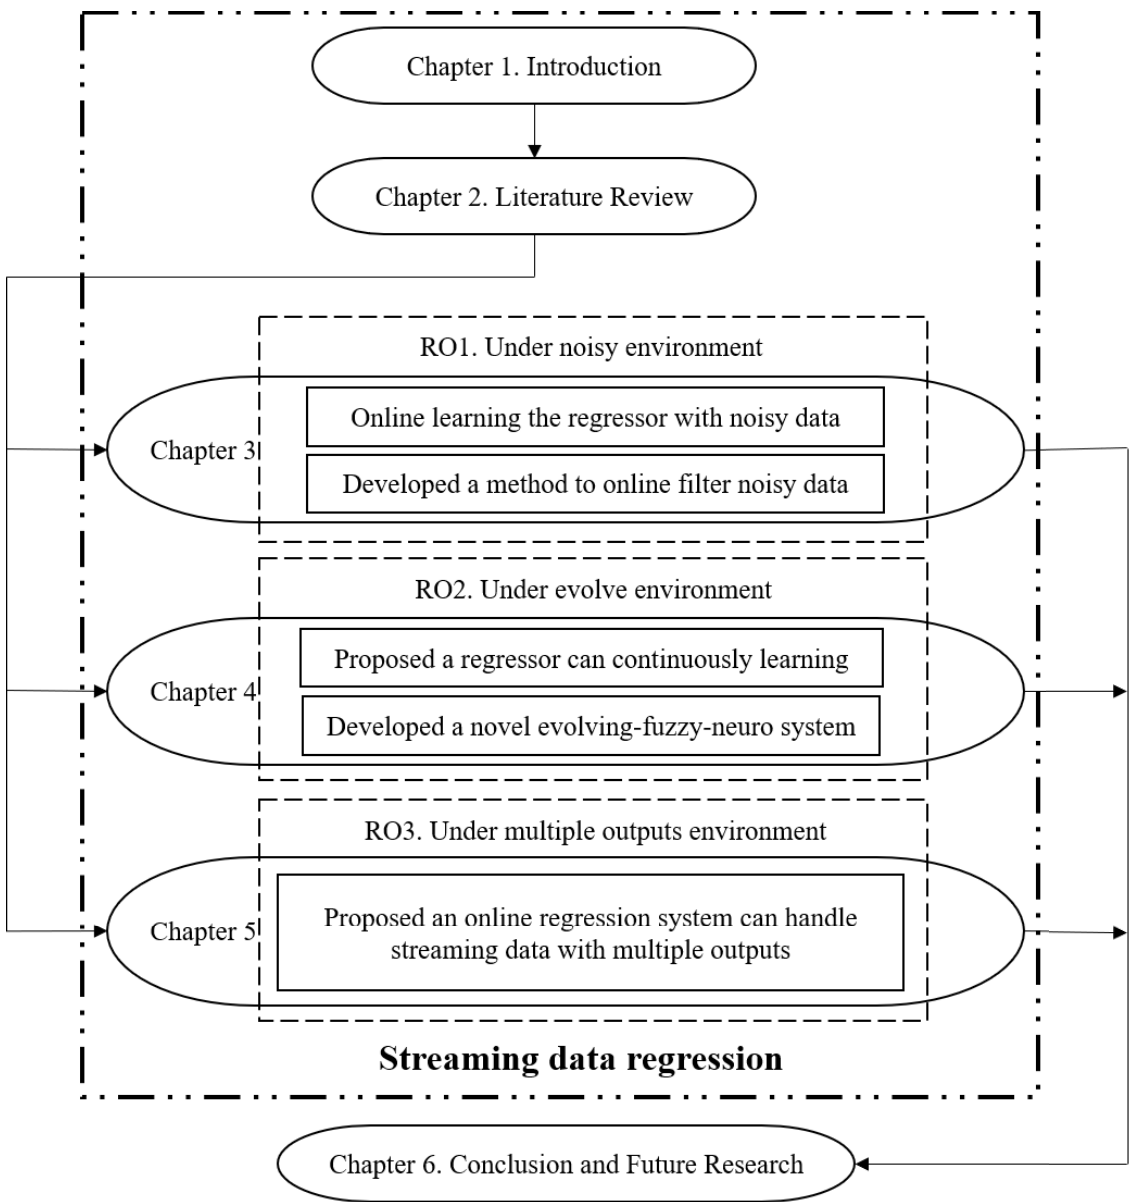 Chapter 1. Introduction
Chapter 2. Literature Review
RO1. Under noisy environment
Chapter 3
Online learning the regressor with noisy data
Developed a method to online filter noisy data
RO2. Under evolve environment
Chapter 4
Proposed a regressor can continuously learning
Developed a novel evolving-fuzzy-neuro system
RO3. Under multiple outputs environment
Chapter 5
Proposed an online regression system can handle
streaming data with multiple outputs
Streaming data regression
Chapter 6. Conclusion and Future Research